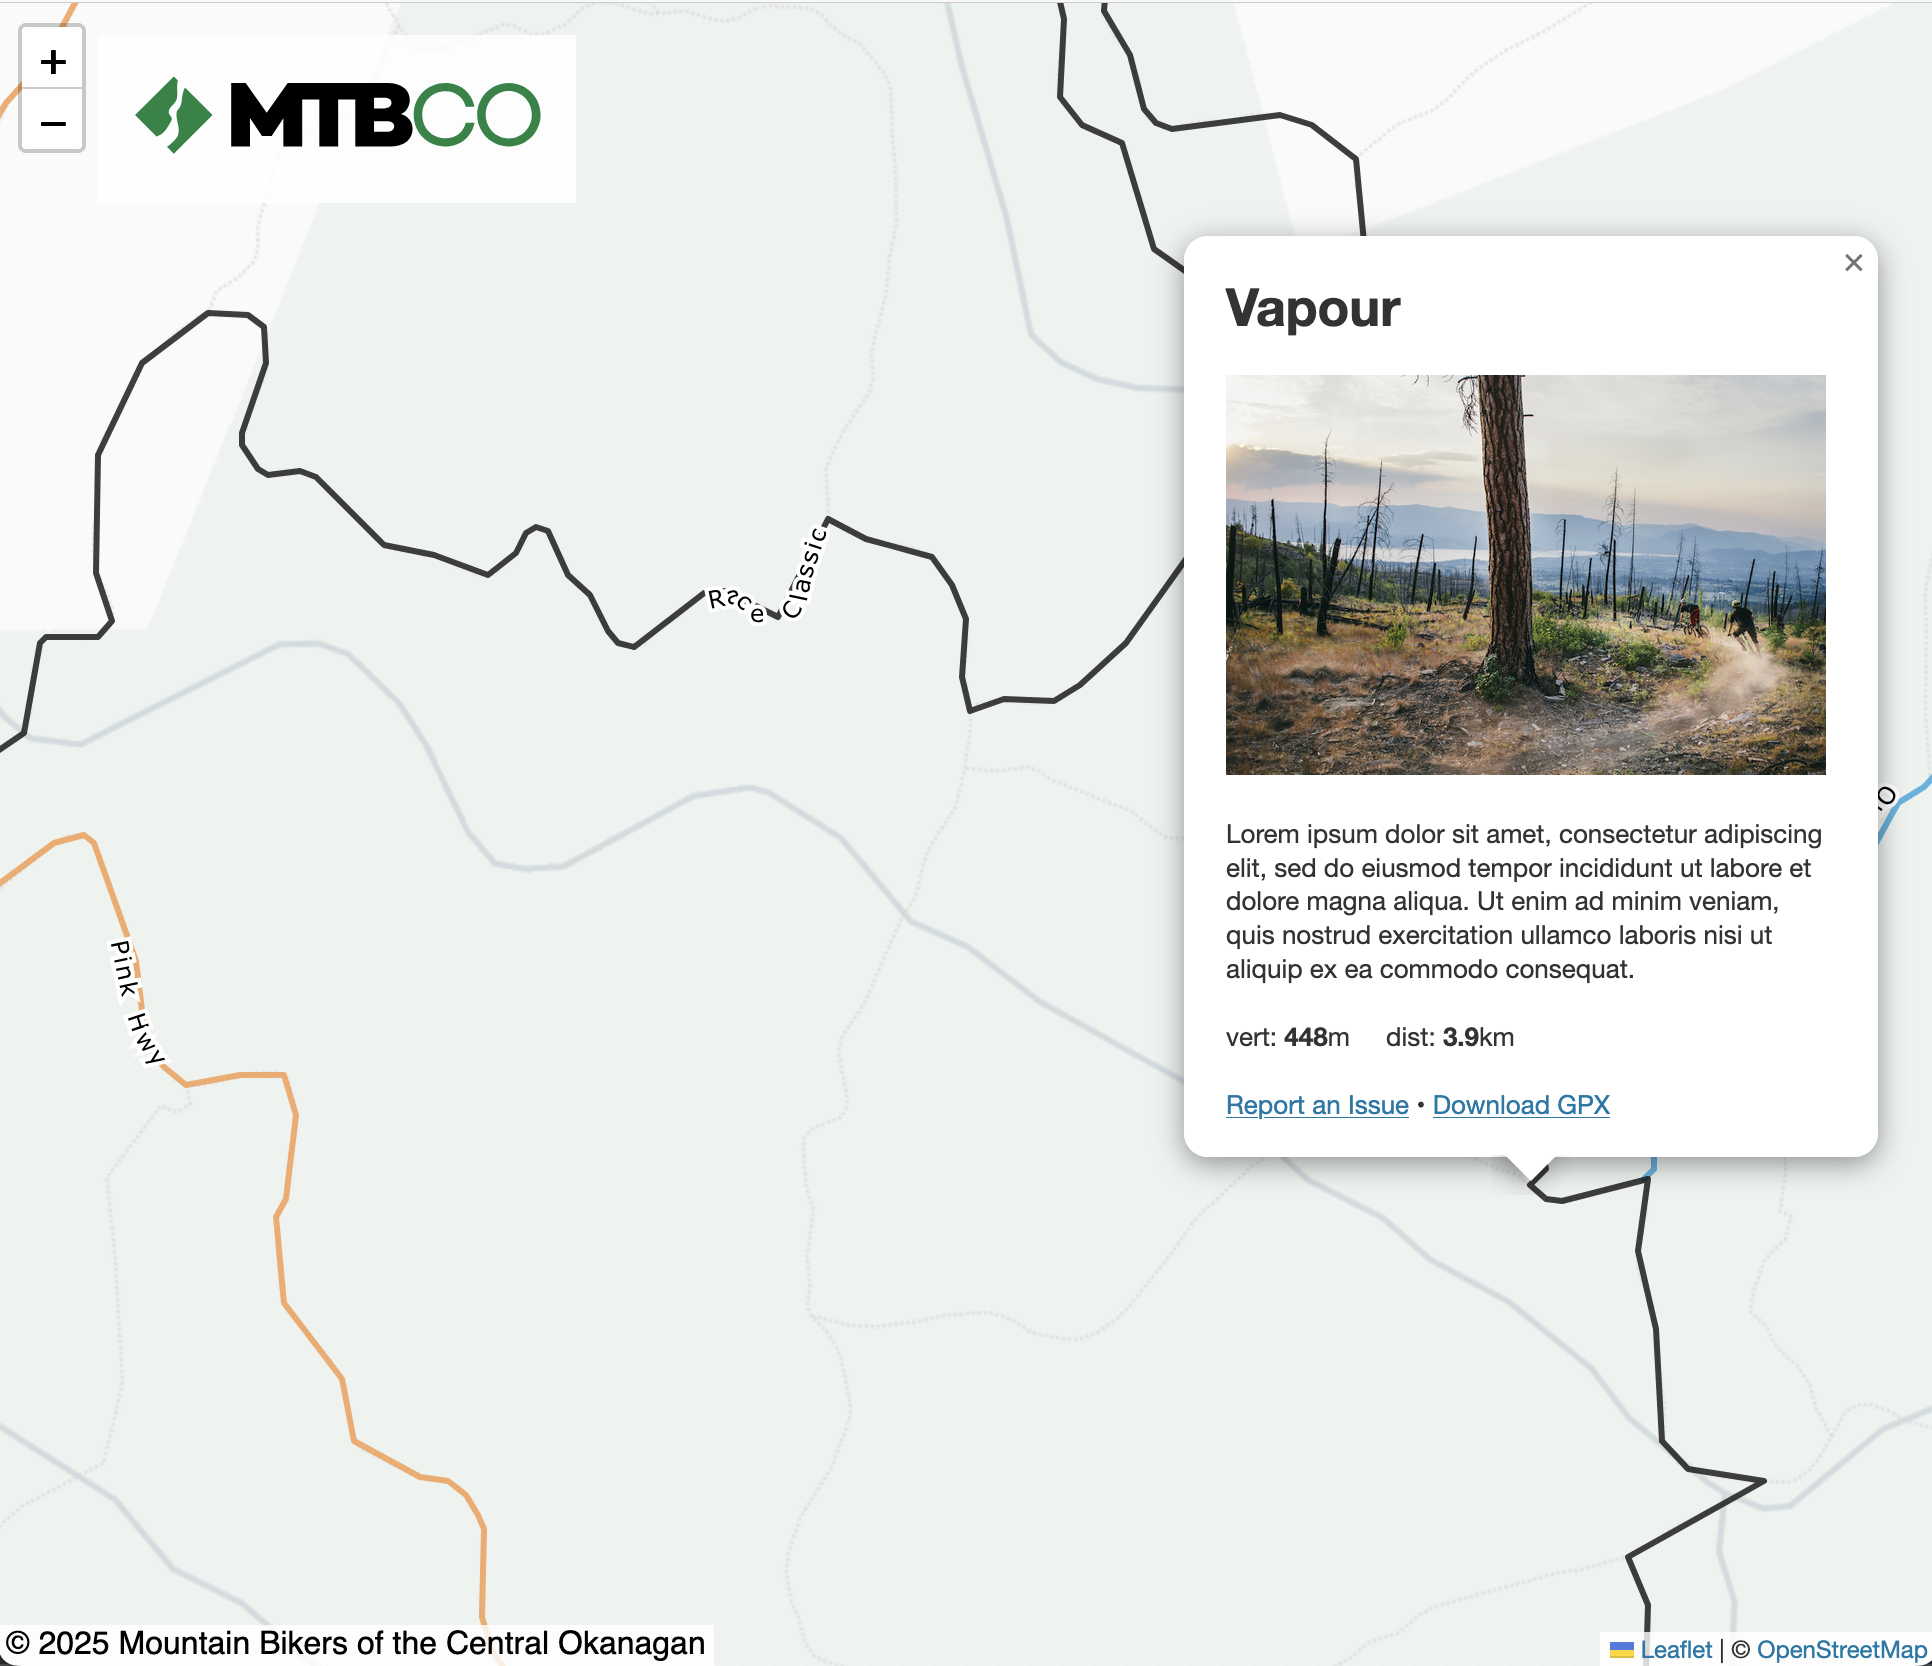 +
−
MTBCO
Vapour
×
Race Classic
Lorem ipsum dolor sit amet, consectetur adipiscing
elit, sed do eiusmod tempor incididunt ut labore et
dolore magna aliqua. Ut enim ad minim veniam,
quis nostrud exercitation ullamco laboris nisi ut
aliquip ex ea commodo consequat.
vert: 448m dist: 3.9km
Report an Issue • Download GPX
Pink Hwy
© 2025 Mountain Bikers of the Central Okanagan
Leaflet | © OpenStreetMap